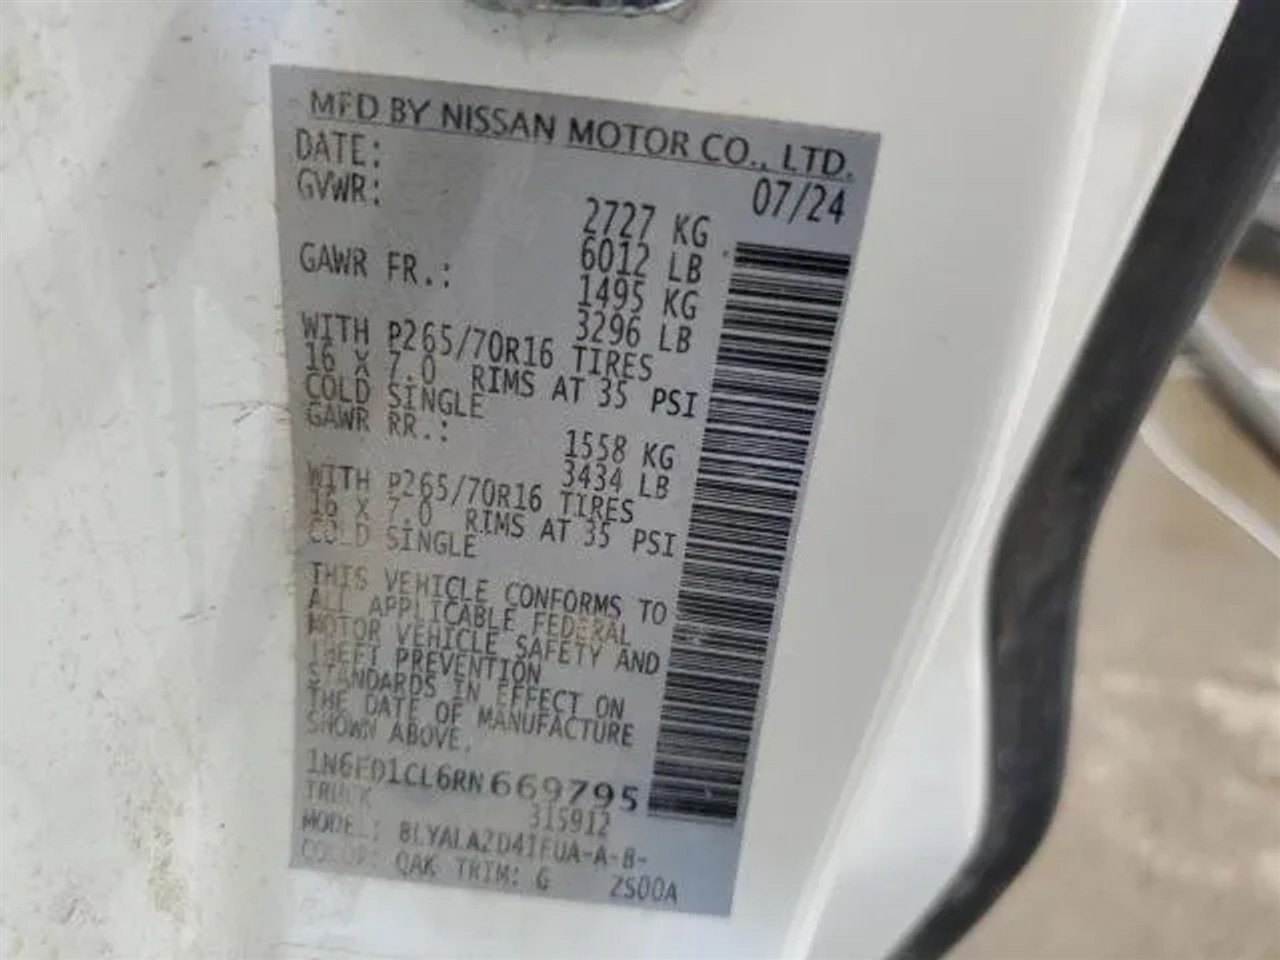 MFD BY NISSAN MOTOR CO., LTD.
DATE: 07/24
GVWR: 2727 KG
6012 LB
GAWR FR.: 1495 KG
3296 LB
WITH P265/70R16 TIRES
16 X 7.0 RIMS AT 35 PSI
COLD SINGLE
GAWR RR.: 1558 KG
3434 LB
WITH P265/70R16 TIRES
16 X 7.0 RIMS AT 35 PSI
COLD SINGLE
THIS VEHICLE CONFORMS TO
ALL APPLICABLE FEDERAL
MOTOR VEHICLE SAFETY AND
THEFT PREVENTION
STANDARDS IN EFFECT ON
THE DATE OF MANUFACTURE
SHOWN ABOVE.
1N6ED1CL6RN669795
TRUCK 315912
MODEL: BLYALAZD4TEUA-A-B-
COLOR: QAK TRIM: G ZS00A